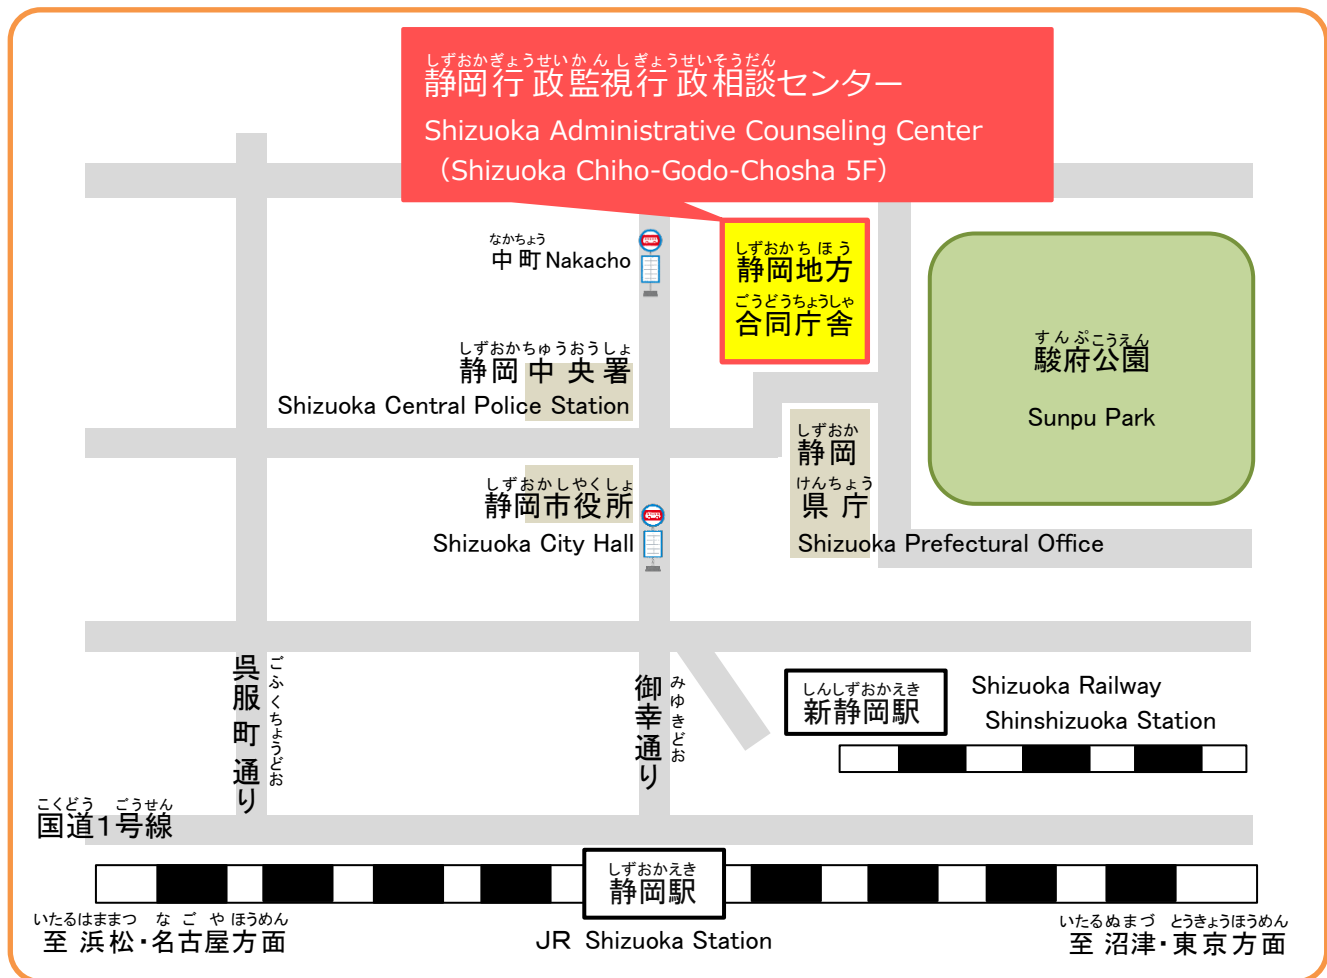 しずおかぎょうせいかんしぎょうせいそうだん
静岡行政監視行政相談センター
Shizuoka Administrative Counseling Center
（Shizuoka Chiho-Godo-Chosha 5F）
なかちょう
中町Nakacho
しずおかちほう
静岡地方
ごうどうちょうしゃ
合同庁舎
しずおかちゅうおうしょ
静岡中央署
Shizuoka Central Police Station
すんぷこうえん
駿府公園
Sunpu Park
しずおか
静岡
けんちょう
県庁
Shizuoka Prefectural Office
しずおかしやくしょ
静岡市役所
Shizuoka City Hall
呉服町通り
ごふくちょうどお
御幸通り
みゆきどお
しんしずおかえき
新静岡駅
Shizuoka Railway
Shinshizuoka Station
こくどう ごうせん
国道1号線
しずおかえき
静岡駅
JR Shizuoka Station
いたるはままつ なごやほうめん
至 浜松・名古屋方面
いたるぬまづ とうきょうほうめん
至 沼津・東京方面